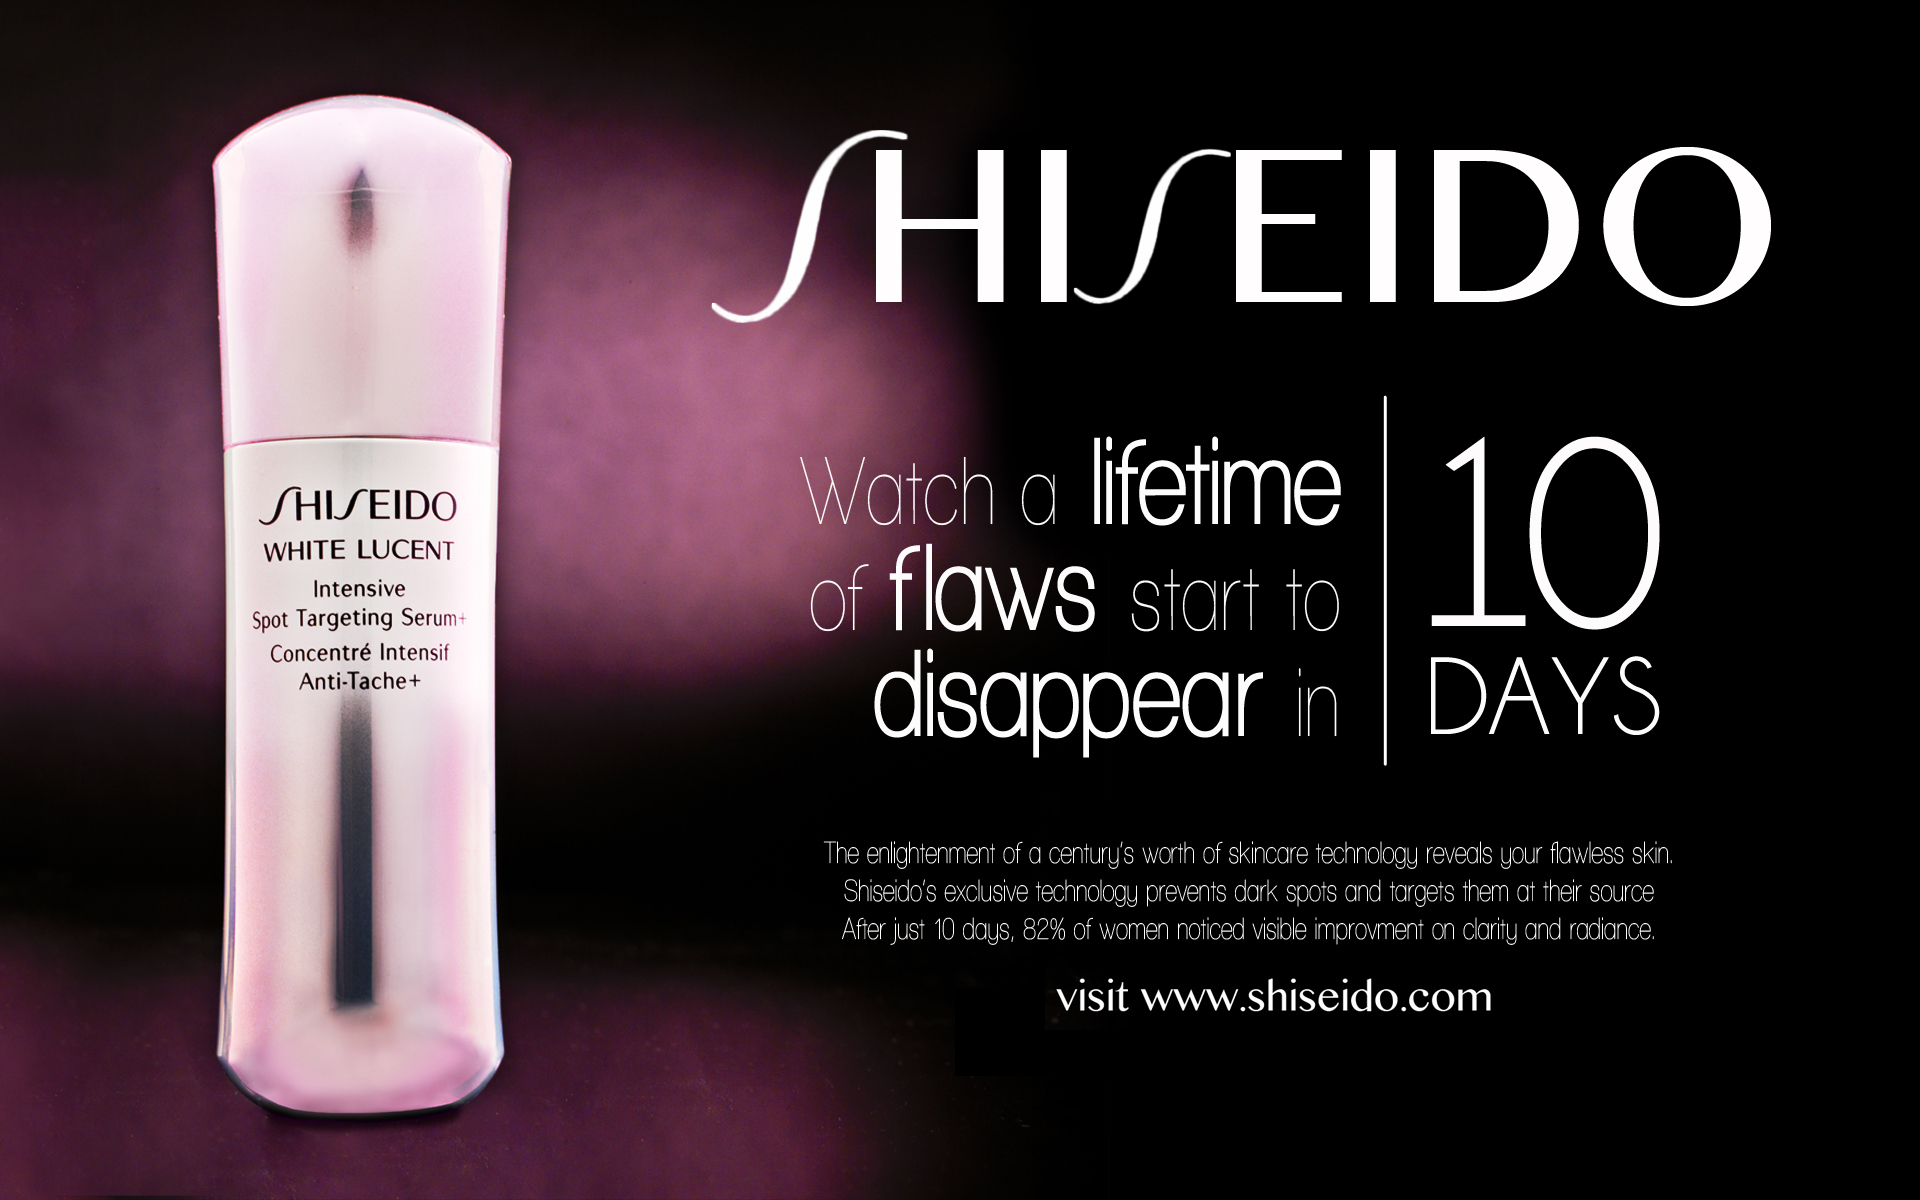 SHISEIDO
WHITE LUCENT
Intensive
Spot Targeting Serum+
Concentré Intensif
Anti-Tache+
SHISEIDO
Watch a lifetime
of flaws start to
disappear in
10
DAYS
The enlightenment of a century's worth of skincare technology reveals your flawless skin.
Shiseido's exclusive technology prevents dark spots and targets them at their source
After just 10 days, 82% of women noticed visible improvment on clarity and radiance.
visit www.shiseido.com